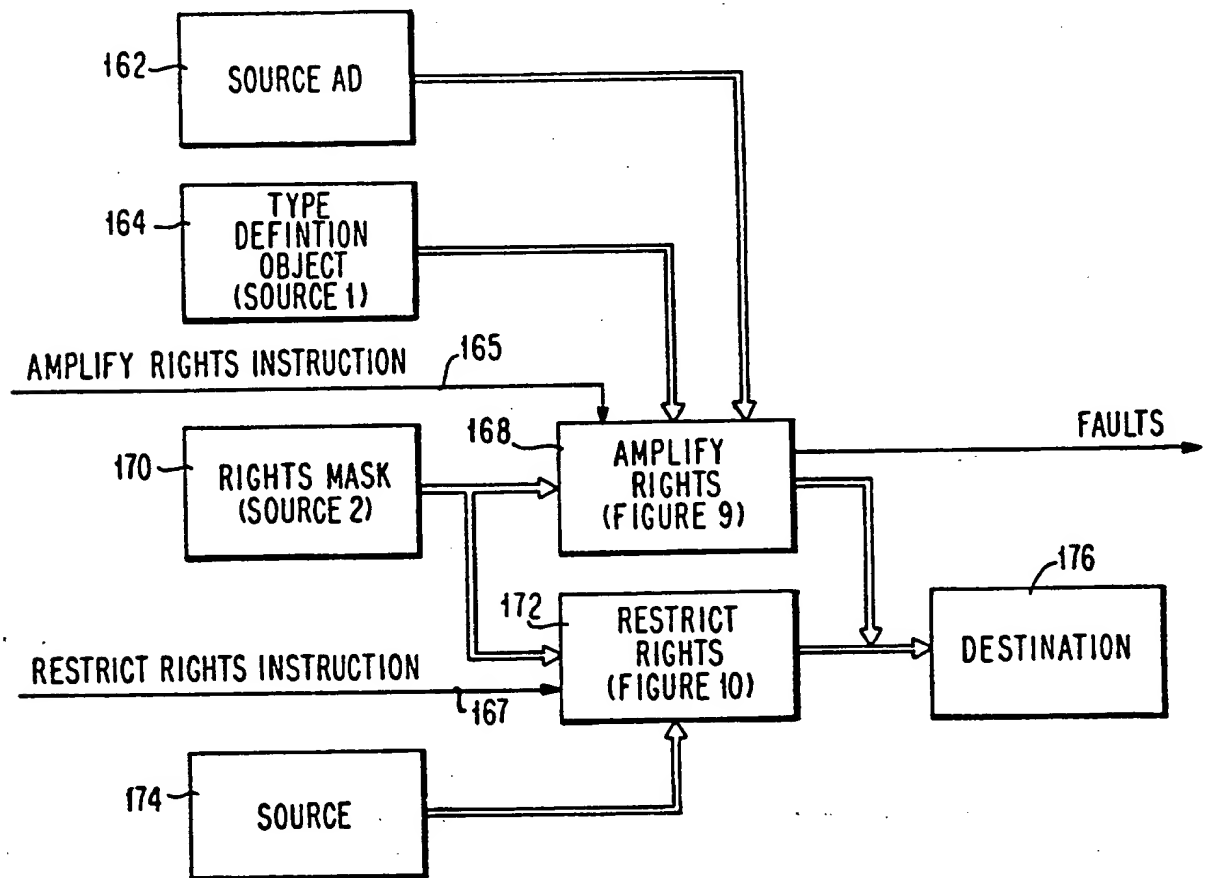 162
SOURCE AD
164
TYPE
DEFINTION
OBJECT
(SOURCE 1)
AMPLIFY RIGHTS INSTRUCTION
165
170
RIGHTS MASK
(SOURCE 2)
168
AMPLIFY
RIGHTS
(FIGURE 9)
FAULTS
172
RESTRICT
RIGHTS
(FIGURE 10)
176
DESTINATION
RESTRICT RIGHTS INSTRUCTION
167
174
SOURCE